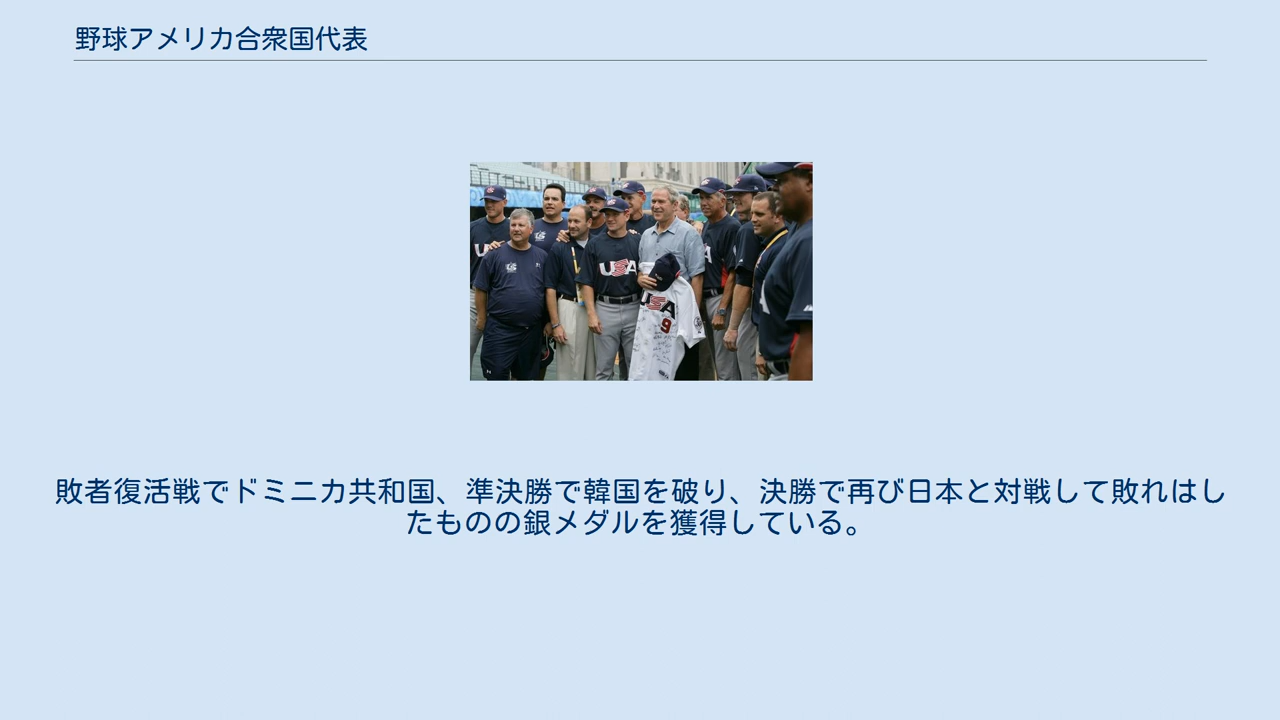 野球アメリカ合衆国代表
USA
USA
9
敗者復活戦でドミニカ共和国、準決勝で韓国を破り、決勝で再び日本と対戦して敗れはし
たものの銀メダルを獲得している。